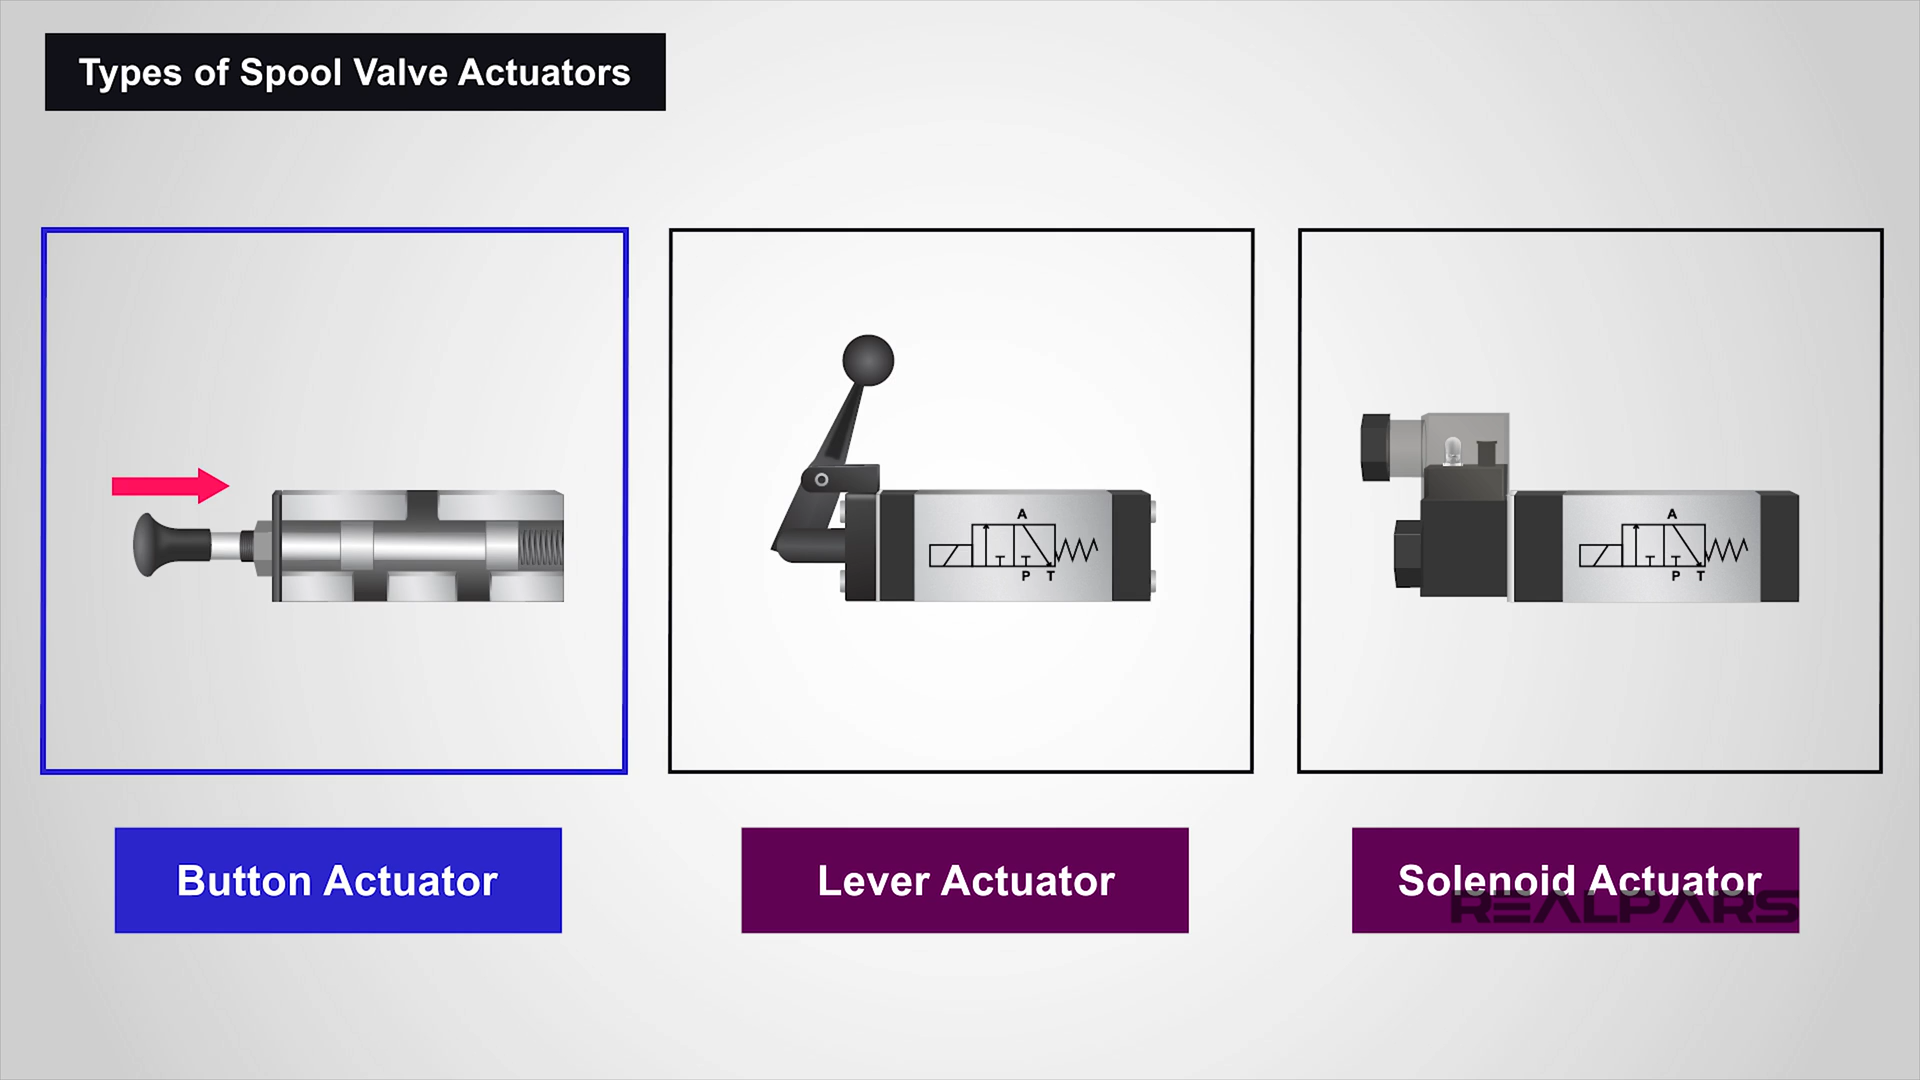 Types of Spool Valve Actuators
A
T T
P T
A
T T
P T
Button Actuator
Lever Actuator
Solenoid Actuator
REALPARS